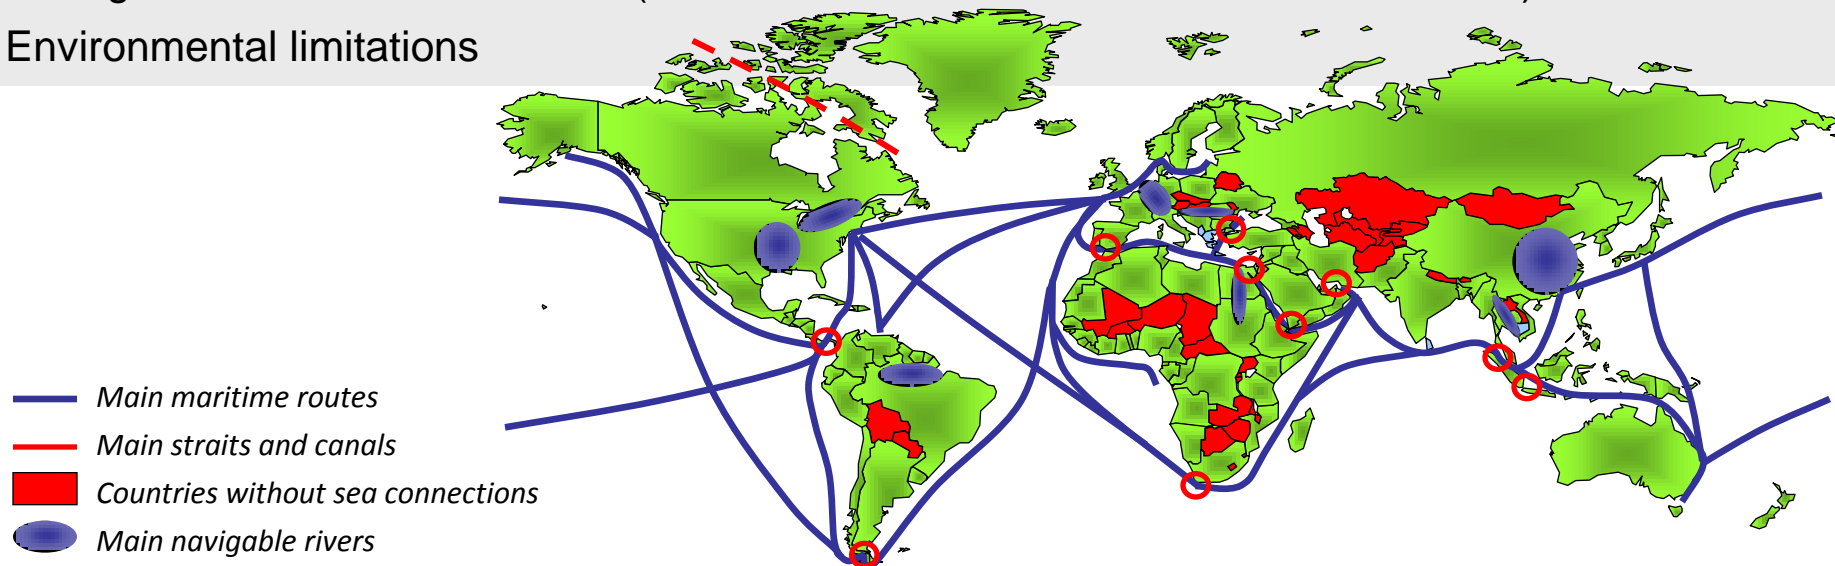 Environmental limitations
Main maritime routes
Main straits and canals
Countries without sea connections
Main navigable rivers